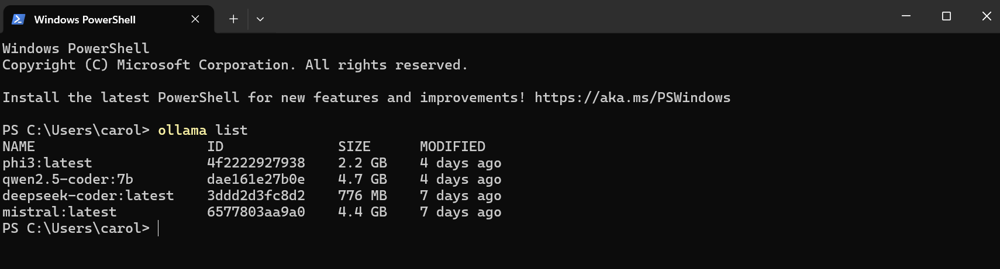 Windows PowerShell
Windows PowerShell
Copyright (C) Microsoft Corporation. All rights reserved.
Install the latest PowerShell for new features and improvements! https://aka.ms/PSWindows
PS C:\Users\carol> ollama list
NAME ID SIZE MODIFIED
phi3:latest 4f2222927938 2.2 GB 4 days ago
qwen2.5-coder:7b dae161e27b0e 4.7 GB 4 days ago
deepseek-coder:latest 3ddd2d3fc8d2 776 MB 7 days ago
mistral:latest 6577803aa9a0 4.4 GB 7 days ago
PS C:\Users\carol>